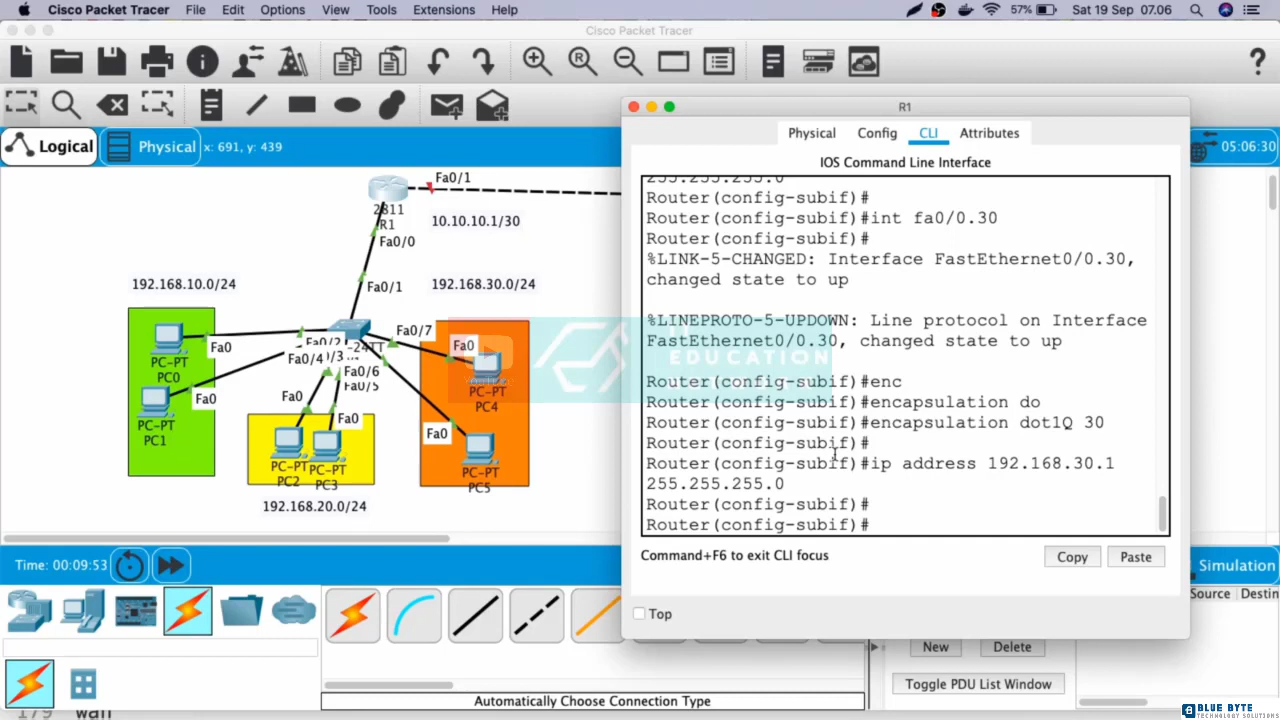 Cisco Packet Tracer File Edit Options View Tools Extensions Help 57% Sat 19 Sep 07.06
Cisco Packet Tracer
Logical Physical x: 691, y: 439 05:06:30
R1
Physical Config CLI Attributes
IOS Command Line Interface
255.255.255.0
Router(config-subif)#
Router(config-subif)#int fa0/0.30
Router(config-subif)#
%LINK-5-CHANGED: Interface FastEthernet0/0.30,
changed state to up
%LINEPROTO-5-UPDOWN: Line protocol on Interface
FastEthernet0/0.30, changed state to up
Router(config-subif)#enc
Router(config-subif)#encapsulation do
Router(config-subif)#encapsulation dot1Q 30
Router(config-subif)#
Router(config-subif)#ip address 192.168.30.1
255.255.255.0
Router(config-subif)#
Router(config-subif)#
Command+F6 to exit CLI focus
Copy Paste
Top
Fa0/1
2811
R1
10.10.10.1/30
Fa0/0
192.168.10.0/24
Fa0/1
192.168.30.0/24
Fa0/7
Fa0/2
Fa0
Fa0
-24TT
Fa0/4
Fa0/6
Fa0/5
PC-PT
PC0
Fa0
PC-PT
PC1
PC-PT
PC4
Fa0
Fa0
Fa0
PC-PT
PC2
PC-PT
PC3
PC-PT
PC5
192.168.20.0/24
EDUCATION
Time: 00:09:53
Simulation
Source Destin
New Delete
Toggle PDU List Window
Automatically Choose Connection Type
179 wan
BLUE BYTE
TECHNOLOGY SOLUTIONS